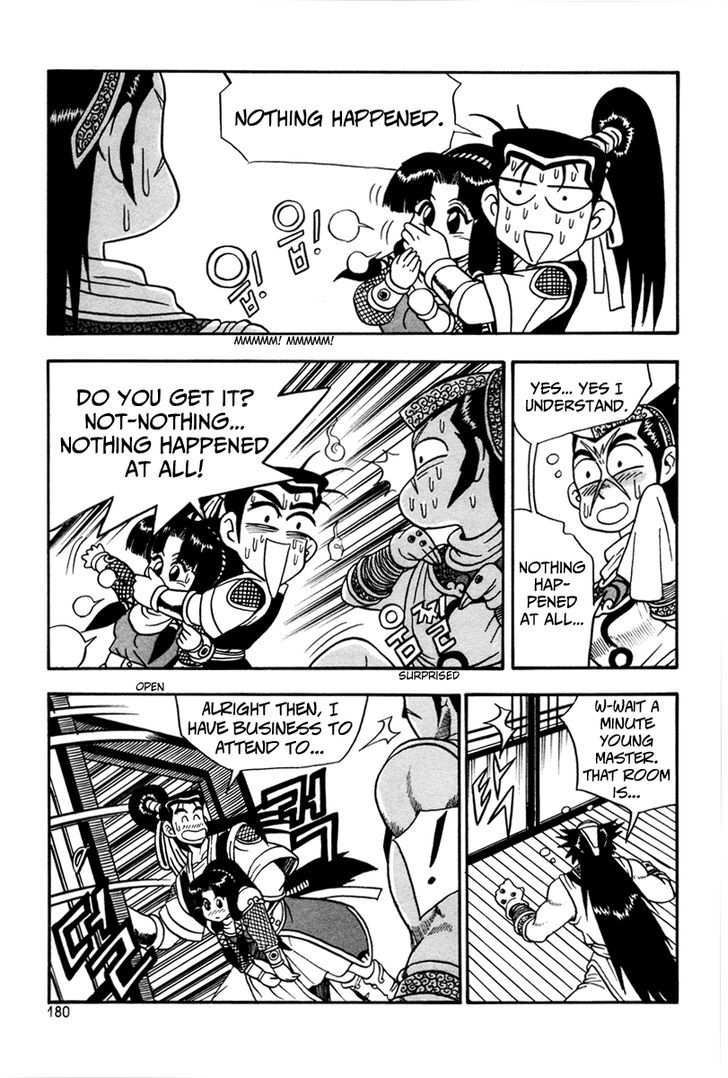 NOTHING HAPPENED.
읍! 읍!
MMMMM! MMMMM!
DO YOU GET IT?
NOT-NOTHING...
NOTHING HAPPENED
AT ALL!
SURPRISED
YES... YES I
UNDERSTAND.
NOTHING
HAP-
PENED
AT ALL...
OPEN
ALRIGHT THEN, I
HAVE BUSINESS TO
ATTEND TO...
W-WAIT A
MINUTE
YOUNG
MASTER.
THAT ROOM
IS...
180